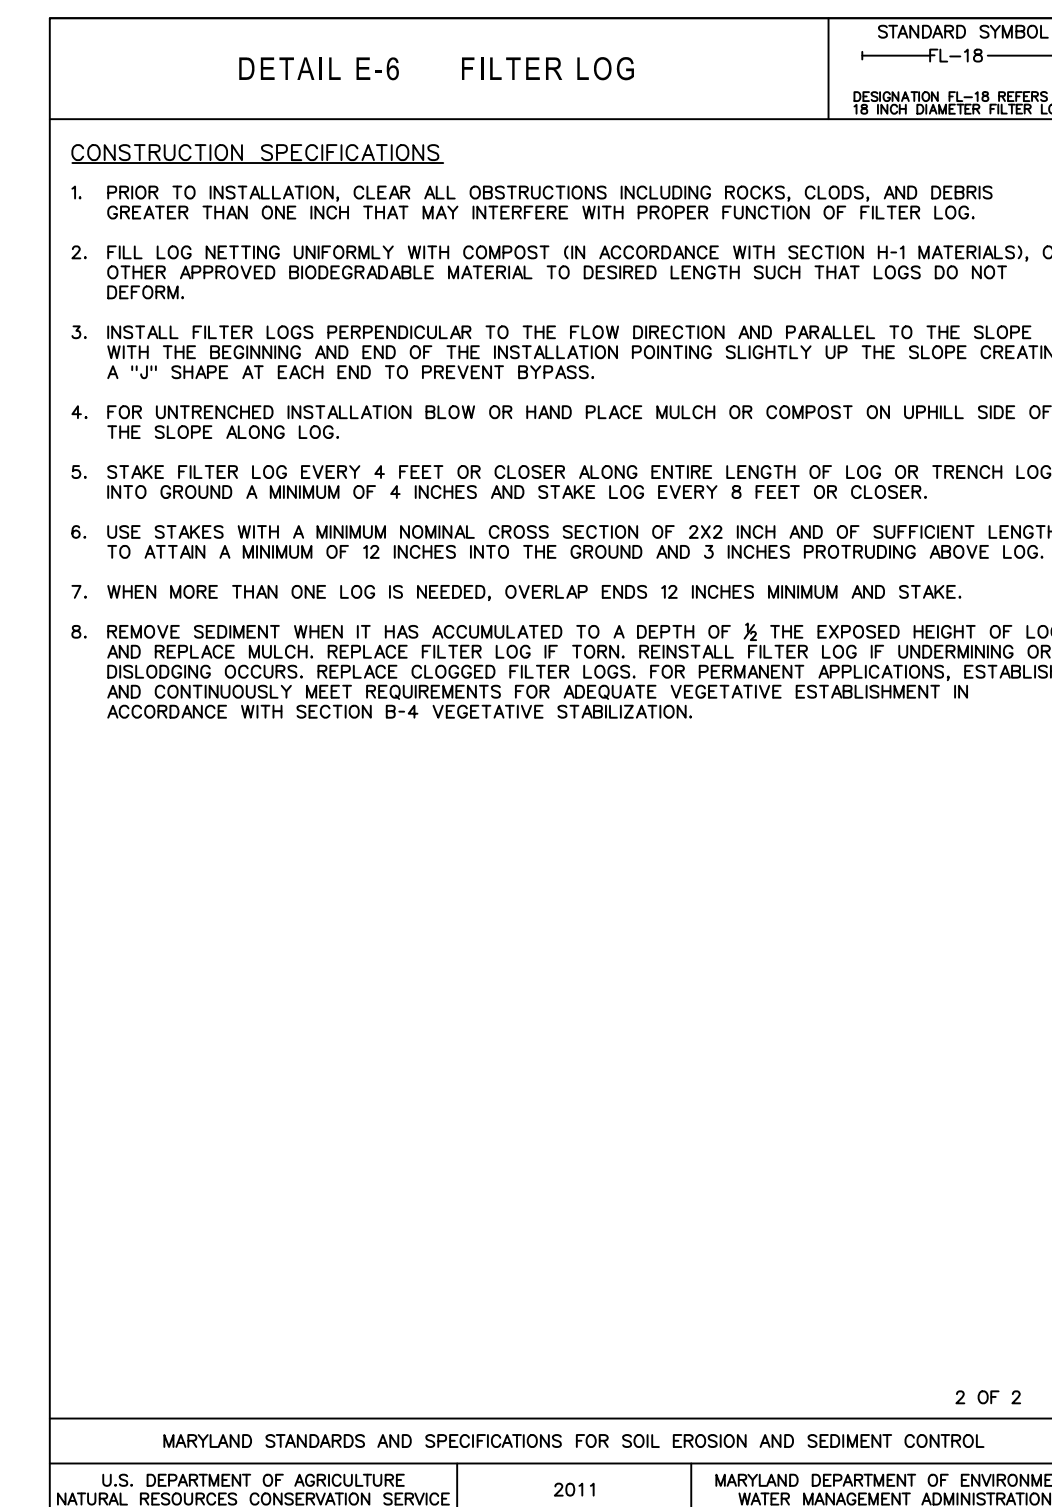 DETAIL E-6 FILTER LOG
STANDARD SYMBOL
FL-18
DESIGNATION FL-18 REFERS
18 INCH DIAMETER FILTER
CONSTRUCTION SPECIFICATIONS
1. PRIOR TO INSTALLATION, CLEAR ALL OBSTRUCTIONS INCLUDING ROCKS, CLODS, AND DEBRIS
GREATER THAN ONE INCH THAT MAY INTERFERE WITH PROPER FUNCTION OF FILTER LOG.
2. FILL LOG NETTING UNIFORMLY WITH COMPOST (IN ACCORDANCE WITH SECTION H-1 MATERIALS),
OTHER APPROVED BIODEGRADABLE MATERIAL TO DESIRED LENGTH SUCH THAT LOGS DO NOT
DEFORM.
3. INSTALL FILTER LOGS PERPENDICULAR TO THE FLOW DIRECTION AND PARALLEL TO THE SLOPE
WITH THE BEGINNING AND END OF THE INSTALLATION POINTING SLIGHTLY UP THE SLOPE CREATIN
A "J" SHAPE AT EACH END TO PREVENT BYPASS.
4. FOR UNTRENCHED INSTALLATION BLOW OR HAND PLACE MULCH OR COMPOST ON UPHILL SIDE OF
THE SLOPE ALONG LOG.
5. STAKE FILTER LOG EVERY 4 FEET OR CLOSER ALONG ENTIRE LENGTH OF LOG OR TRENCH LOG
INTO GROUND A MINIMUM OF 4 INCHES AND STAKE LOG EVERY 8 FEET OR CLOSER.
6. USE STAKES WITH A MINIMUM NOMINAL CROSS SECTION OF 2X2 INCH AND OF SUFFICIENT LENGTH
TO ATTAIN A MINIMUM OF 12 INCHES INTO THE GROUND AND 3 INCHES PROTRUDING ABOVE LOG.
7. WHEN MORE THAN ONE LOG IS NEEDED, OVERLAP ENDS 12 INCHES MINIMUM AND STAKE.
8. REMOVE SEDIMENT WHEN IT HAS ACCUMULATED TO A DEPTH OF ½ THE EXPOSED HEIGHT OF LOG
AND REPLACE MULCH. REPLACE FILTER LOG IF TORN. REINSTALL FILTER LOG IF UNDERMINING OR
DISLODGING OCCURS. REPLACE CLOGGED FILTER LOGS. FOR PERMANENT APPLICATIONS, ESTABLISH
AND CONTINUOUSLY MEET REQUIREMENTS FOR ADEQUATE VEGETATIVE ESTABLISHMENT IN
ACCORDANCE WITH SECTION B-4 VEGETATIVE STABILIZATION.
2 OF 2
MARYLAND STANDARDS AND SPECIFICATIONS FOR SOIL EROSION AND SEDIMENT CONTROL
U.S. DEPARTMENT OF AGRICULTURE
NATURAL RESOURCES CONSERVATION SERVICE
2011
MARYLAND DEPARTMENT OF ENVIRONME
WATER MANAGEMENT ADMINISTRATION